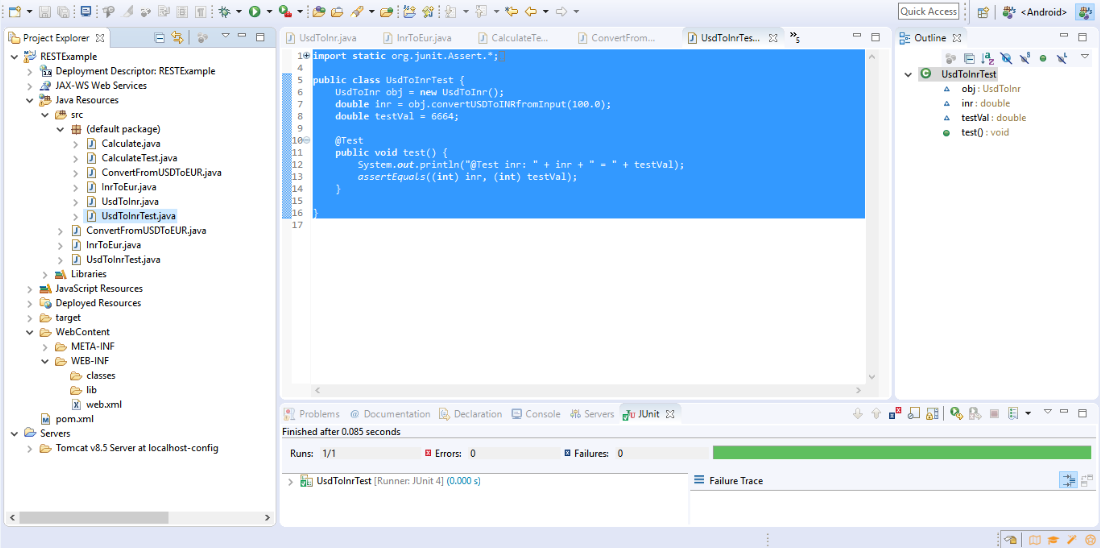 Quick Access
<Android>
Project Explorer
RESTExample
Deployment Descriptor: RESTExample
JAX-WS Web Services
Java Resources
src
(default package)
Calculate.java
CalculateTest.java
ConvertFromUSDToEUR.java
InrToEur.java
UsdToInr.java
UsdToInrTest.java
ConvertFromUSDToEUR.java
InrToEur.java
UsdToInrTest.java
Libraries
JavaScript Resources
Deployed Resources
target
WebContent
META-INF
WEB-INF
classes
lib
web.xml
pom.xml
Servers
Tomcat v8.5 Server at localhost-config
UsdToInr.java
InrToEur.java
CalculateTe...
ConvertFrom...
UsdToInrTes...
»5
1 import static org.junit.Assert.*;
4
5 public class UsdToInrTest {
6 UsdToInr obj = new UsdToInr();
7 double inr = obj.convertUSDToINRfromInput(100.0);
8 double testVal = 6664;
9
10 @Test
11 public void test() {
12 System.out.println("@Test inr: " + inr + " = " + testVal);
13 assertEquals((int) inr, (int) testVal);
14 }
15
16 }
17
Outline
UsdToInrTest
obj : UsdToInr
inr : double
testVal : double
test() : void
Problems
Documentation
Declaration
Console
Servers
JUnit
Finished after 0.085 seconds
Runs: 1/1
Errors: 0
Failures: 0
UsdToInrTest [Runner: JUnit 4] (0.000 s)
Failure Trace